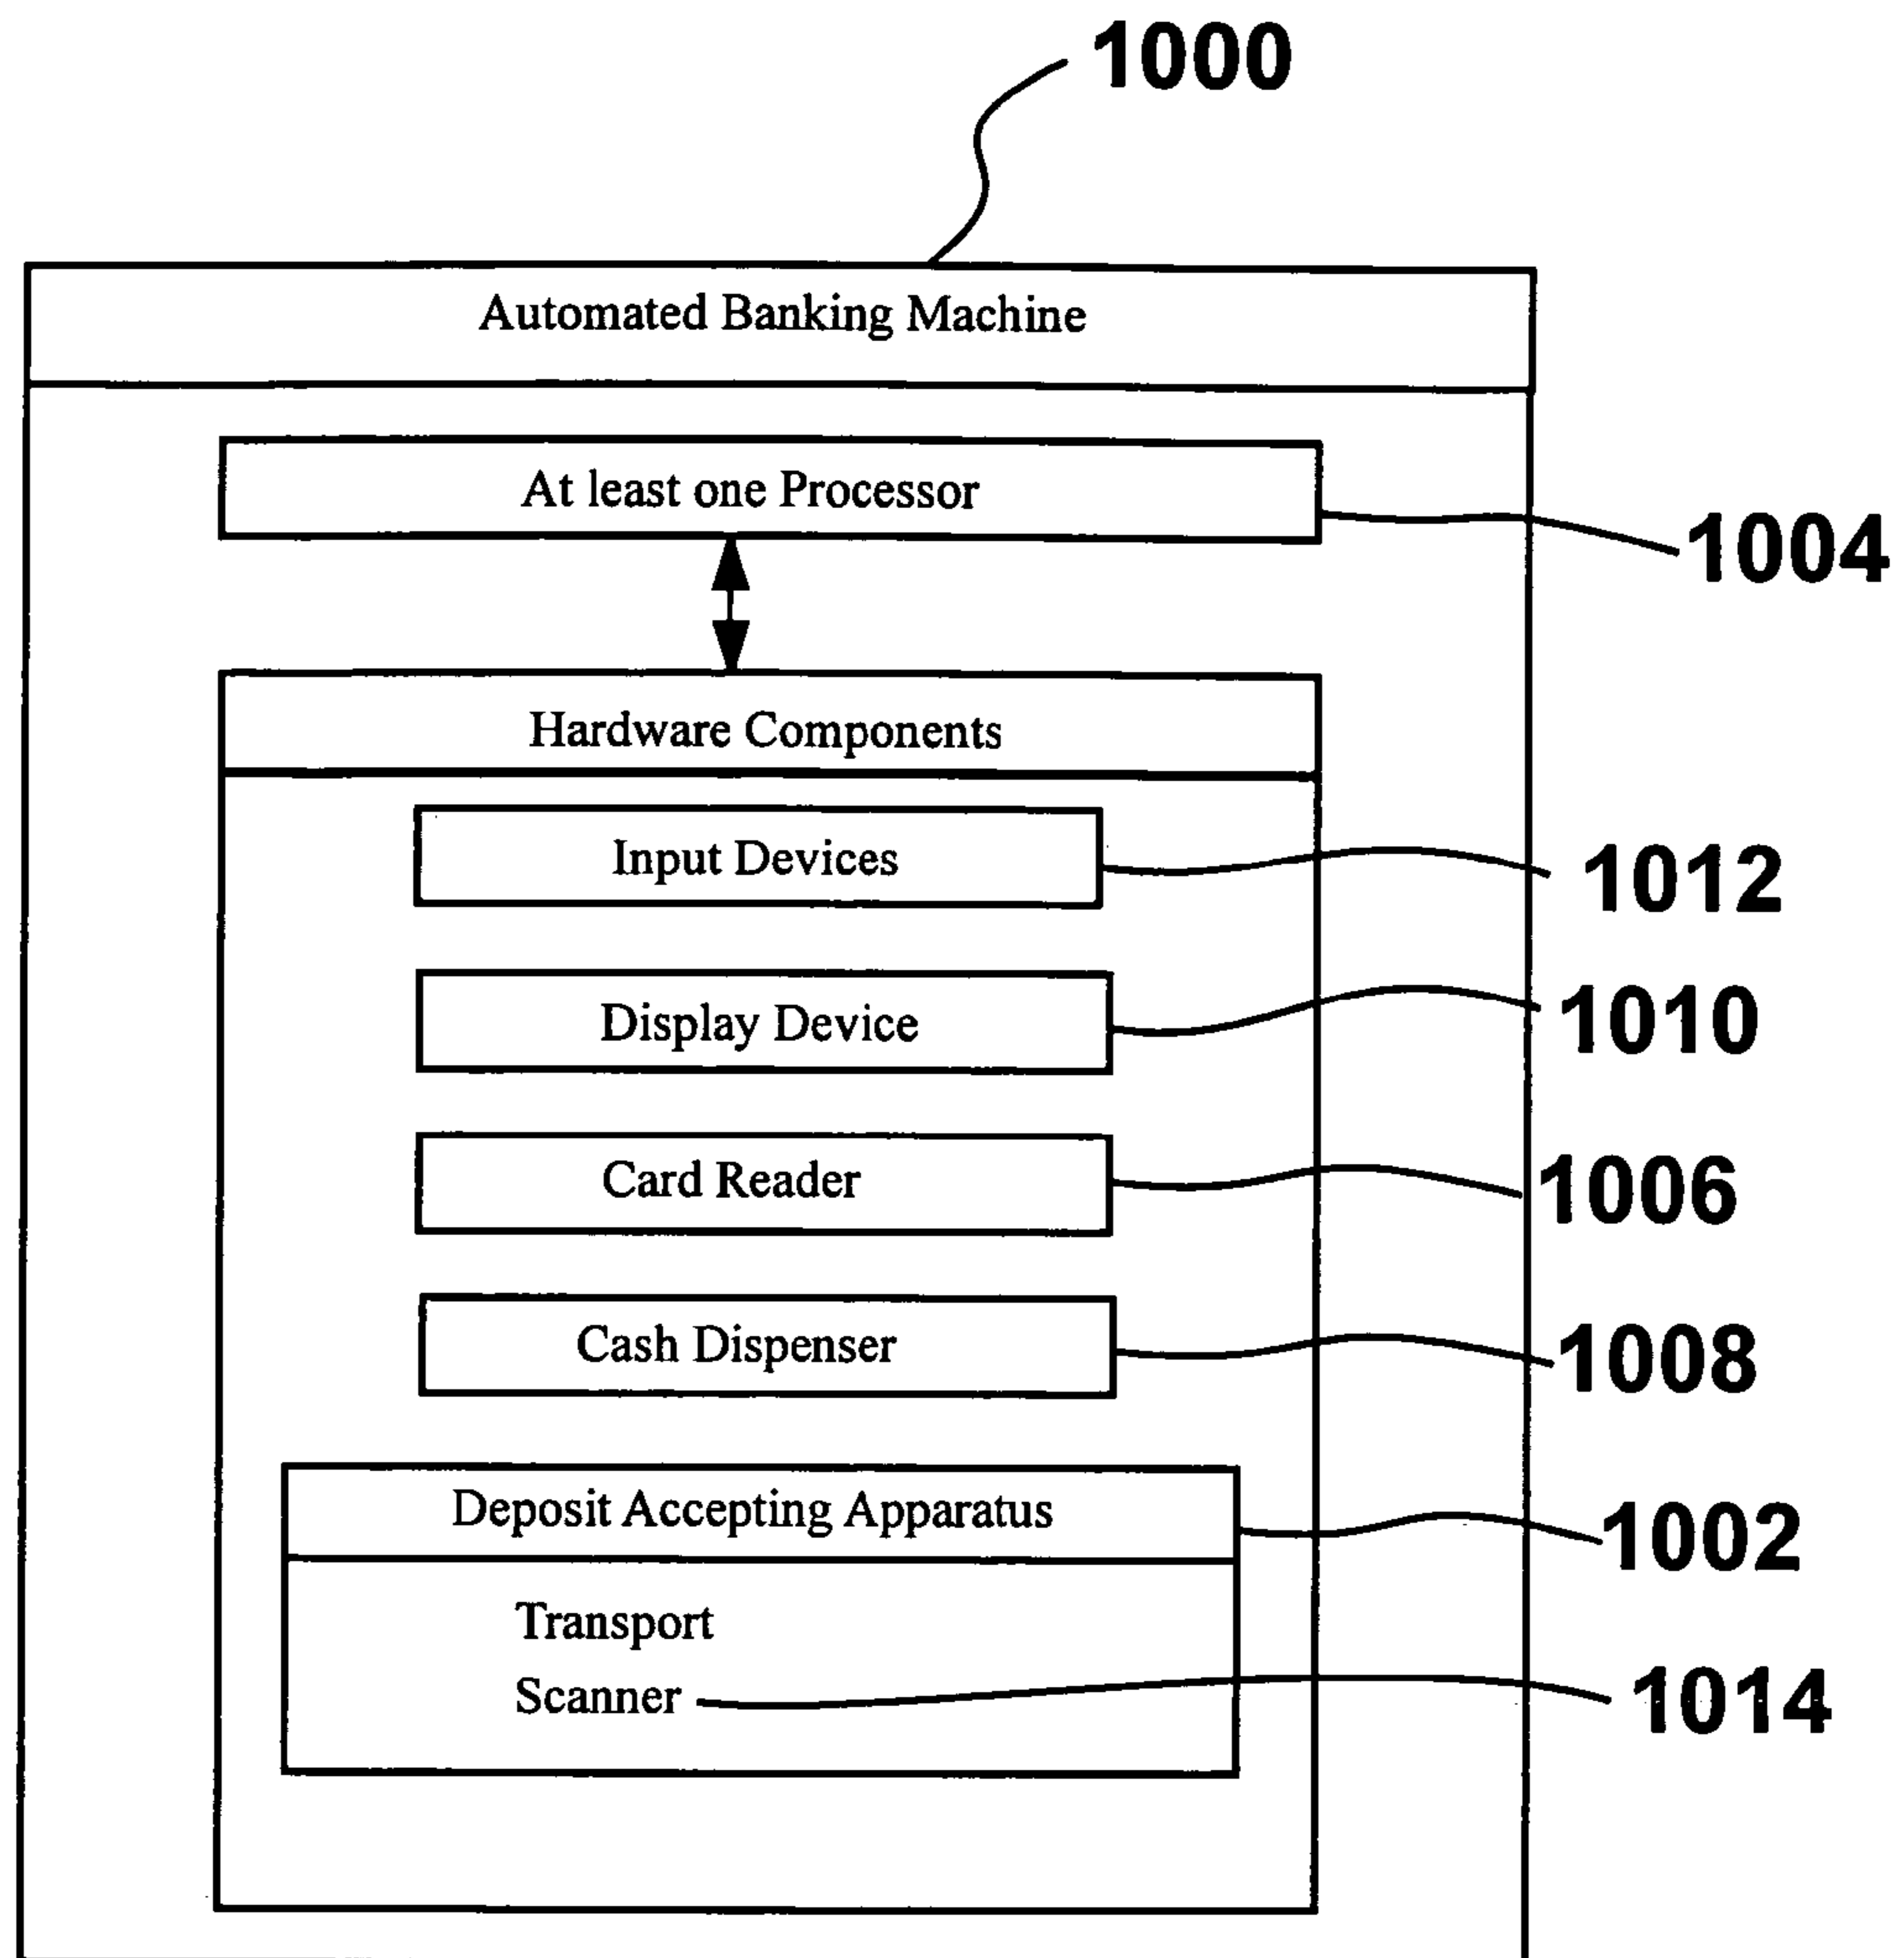 1000
Automated Banking Machine
At least one Processor
1004
Hardware Components
Input Devices
1012
Display Device
1010
Card Reader
1006
Cash Dispenser
1008
Deposit Accepting Apparatus
1002
Transport
Scanner
1014